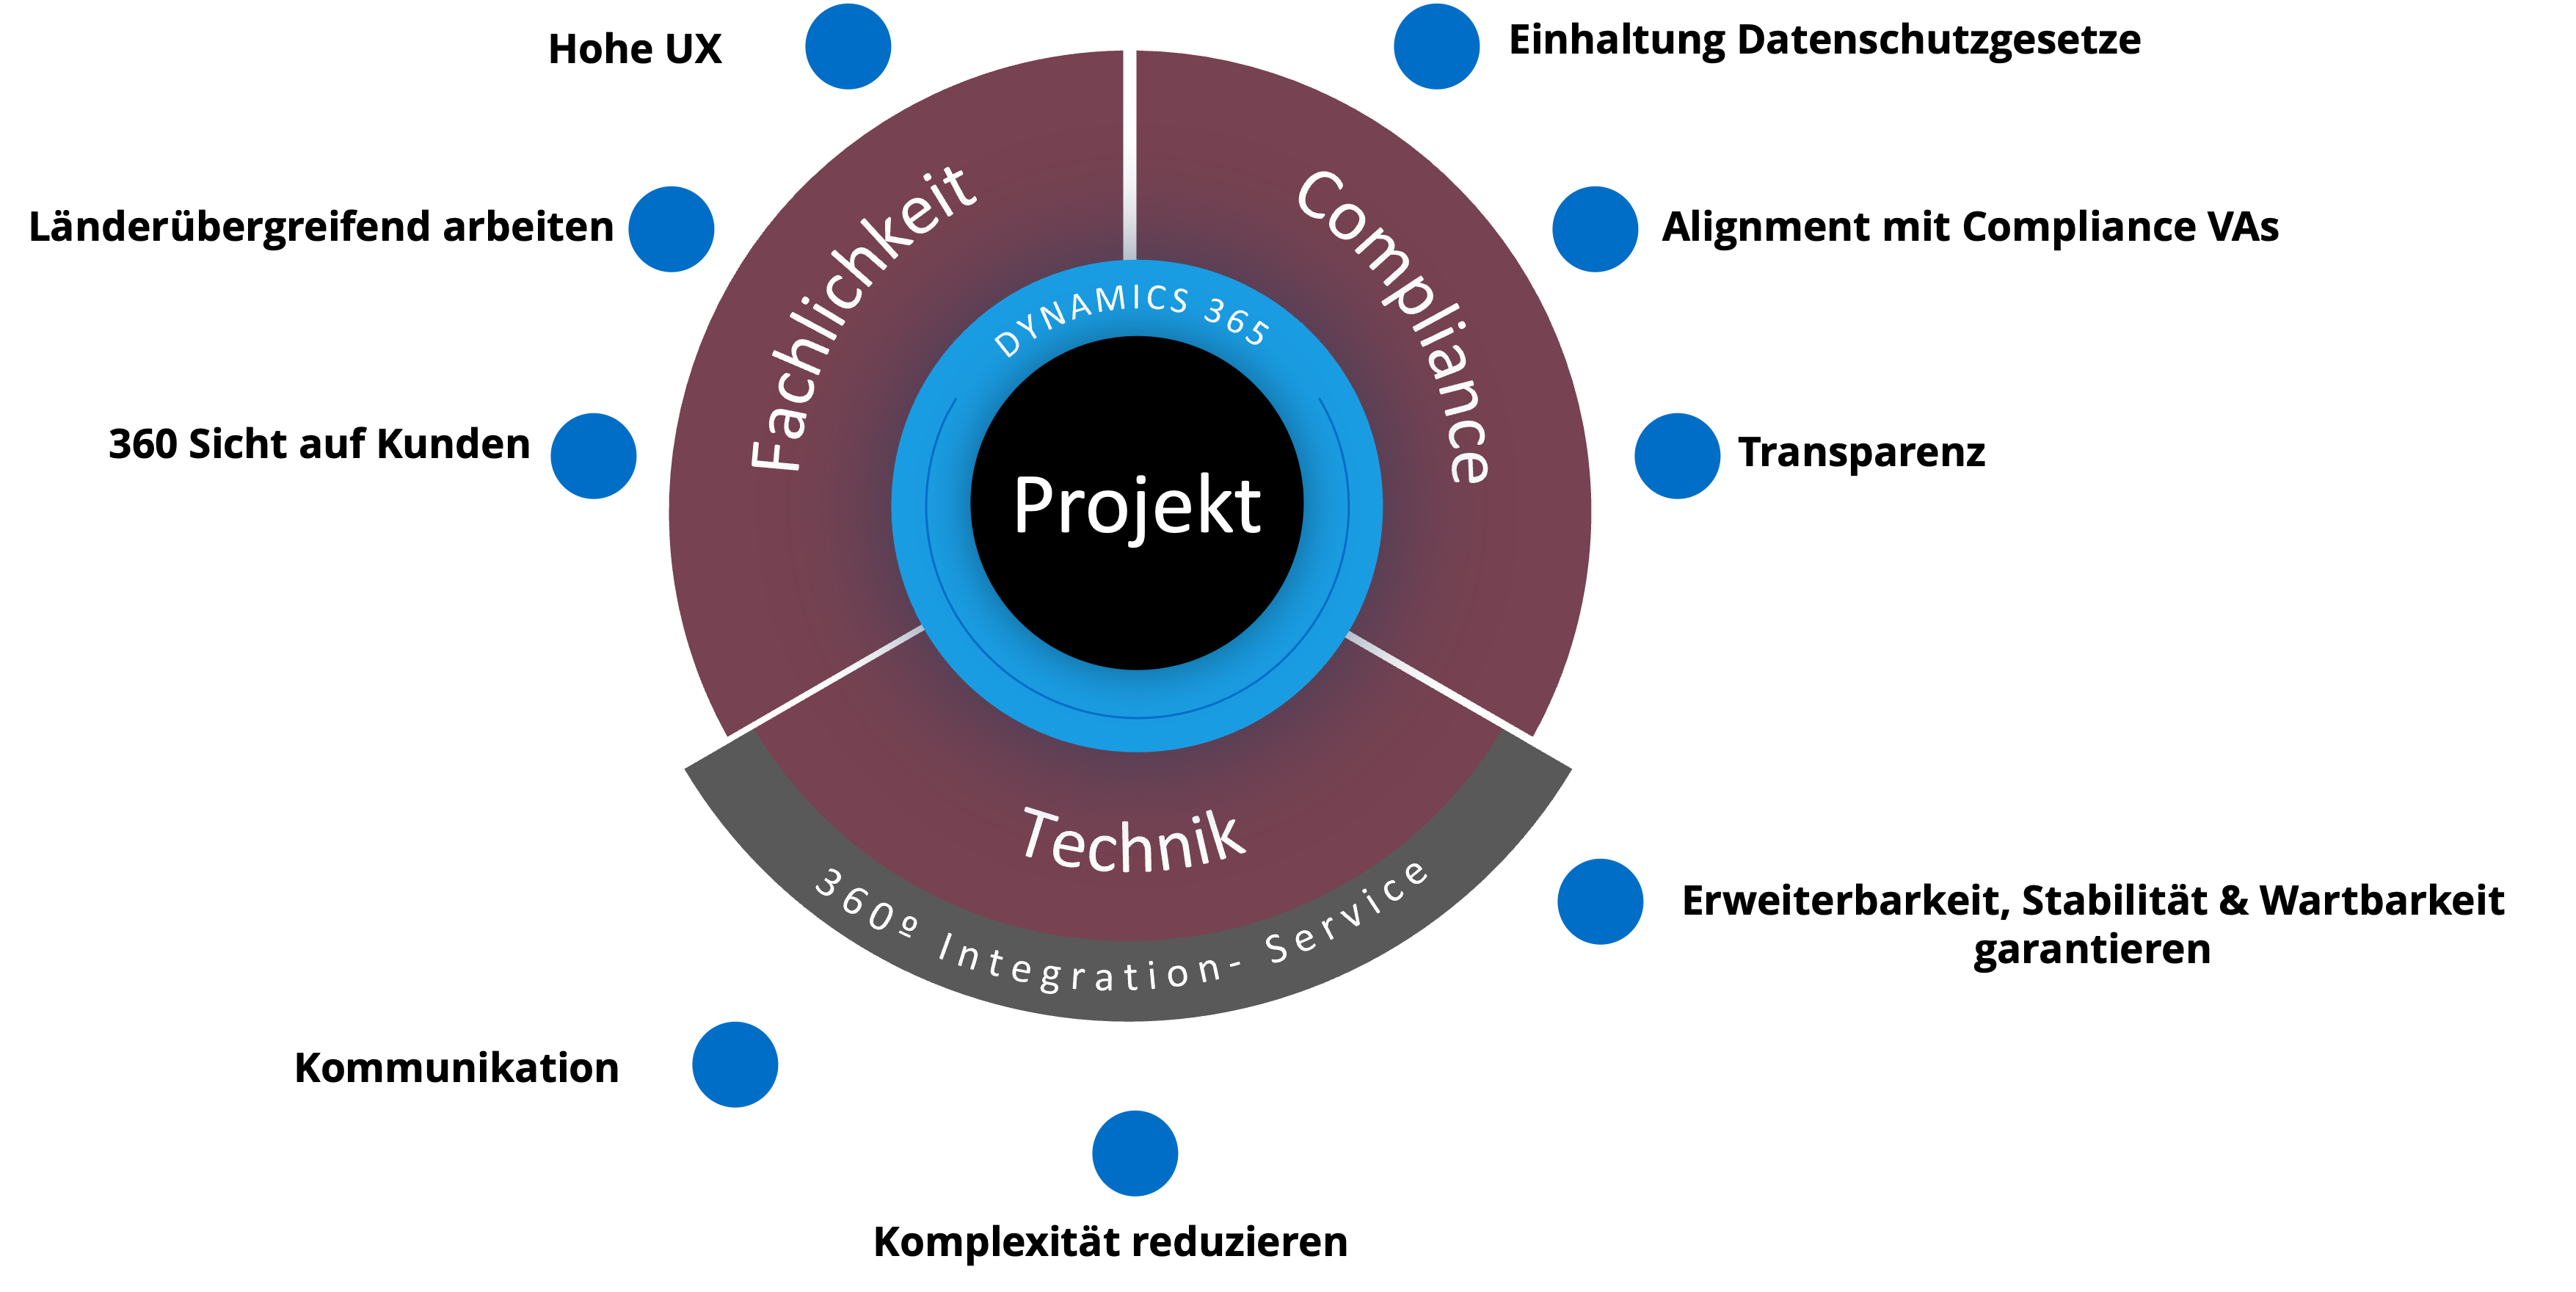 Hohe UX
Einhaltung Datenschutzgesetze
Länderübergreifend arbeiten
Alignment mit Compliance VAs
360 Sicht auf Kunden
Transparenz
Fachlichkeit
Compliance
DYNAMICS 365
Projekt
Technik
360º Integration- Service
Erweiterbarkeit, Stabilität & Wartbarkeit
garantieren
Kommunikation
Komplexität reduzieren